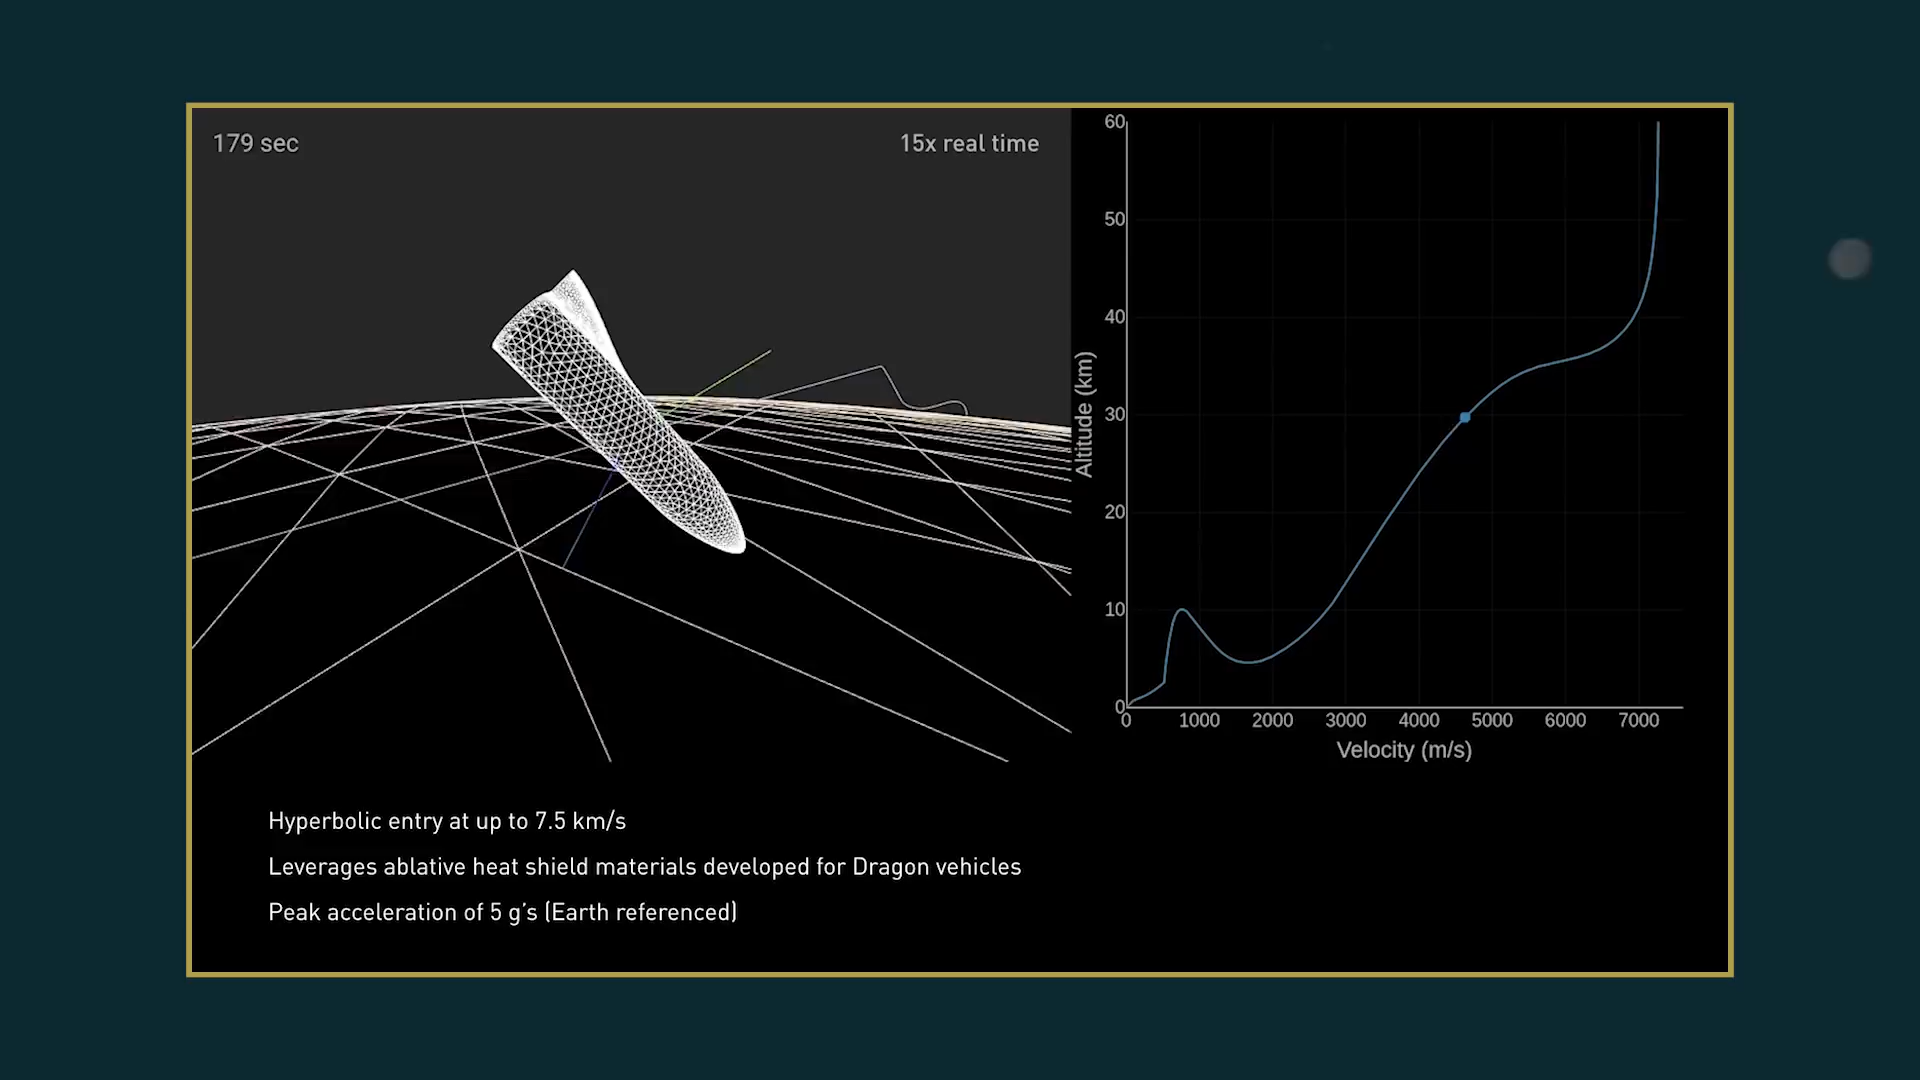 179 sec
15x real time
60
50
40
30
20
10
0
Altitude (km)
0 1000 2000 3000 4000 5000 6000 7000
Velocity (m/s)
Hyperbolic entry at up to 7.5 km/s
Leverages ablative heat shield materials developed for Dragon vehicles
Peak acceleration of 5 g’s (Earth referenced)